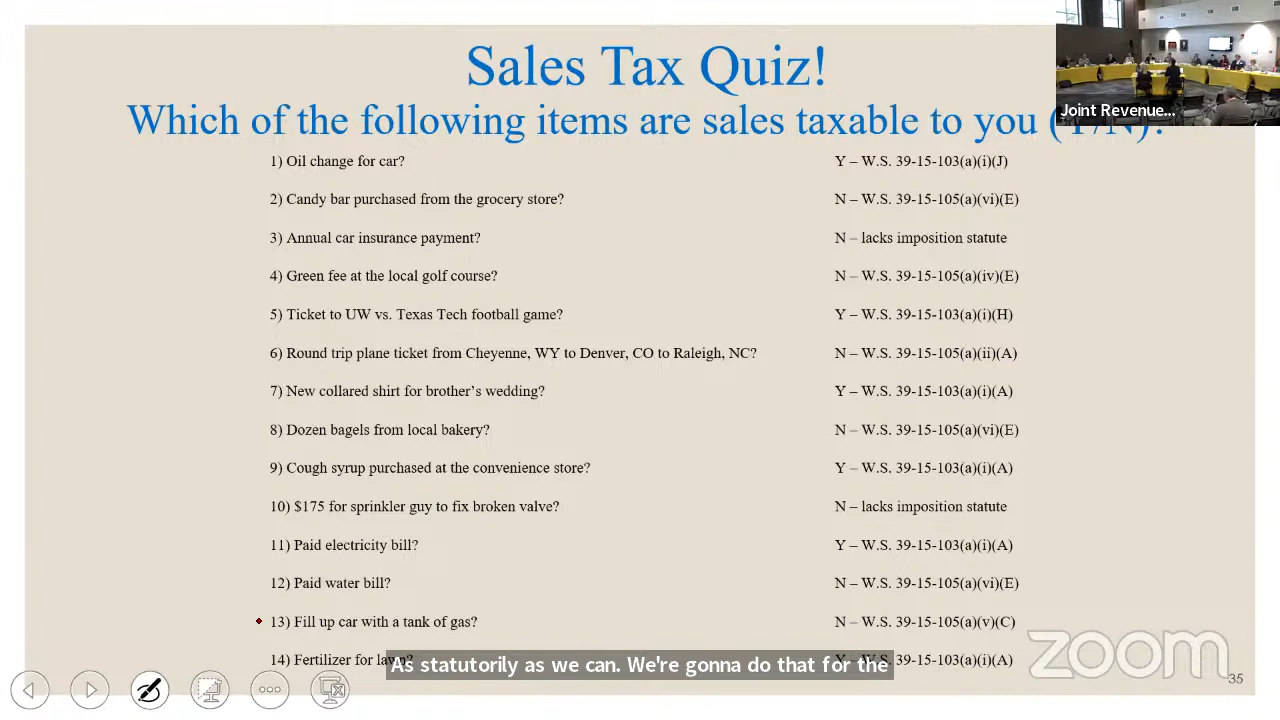 Sales Tax Quiz!
Which of the following items are sales taxable to you (Y/N)?
Joint Revenue...
1) Oil change for car? Y – W.S. 39-15-103(a)(i)(J)
2) Candy bar purchased from the grocery store? N – W.S. 39-15-105(a)(vi)(E)
3) Annual car insurance payment? N – lacks imposition statute
4) Green fee at the local golf course? N – W.S. 39-15-105(a)(iv)(E)
5) Ticket to UW vs. Texas Tech football game? Y – W.S. 39-15-103(a)(i)(H)
6) Round trip plane ticket from Cheyenne, WY to Denver, CO to Raleigh, NC? N – W.S. 39-15-105(a)(ii)(A)
7) New collared shirt for brother's wedding? Y – W.S. 39-15-103(a)(i)(A)
8) Dozen bagels from local bakery? N – W.S. 39-15-105(a)(vi)(E)
9) Cough syrup purchased at the convenience store? Y – W.S. 39-15-103(a)(i)(A)
10) $175 for sprinkler guy to fix broken valve? N – lacks imposition statute
11) Paid electricity bill? Y – W.S. 39-15-103(a)(i)(A)
12) Paid water bill? N – W.S. 39-15-105(a)(vi)(E)
13) Fill up car with a tank of gas? N – W.S. 39-15-105(a)(v)(C)
14) Fertilizer for lawn? Y – W.S. 39-15-103(a)(i)(A)
As statutorily as we can. We're gonna do that for the
zoom
35